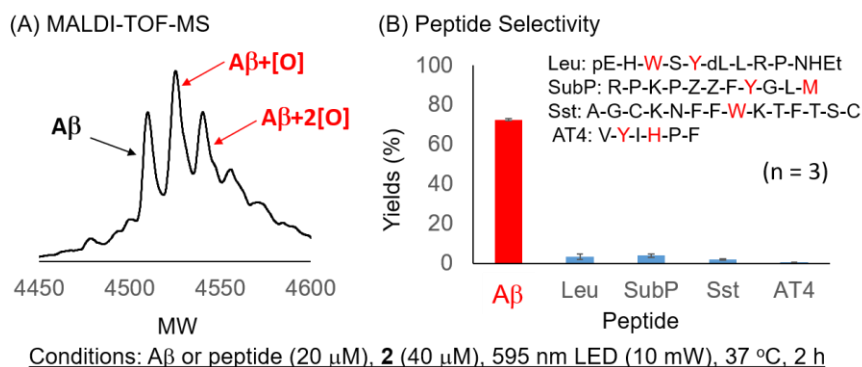 (A) MALDI-TOF-MS
Aβ+[O]
Aβ
Aβ+2[O]
4450 4500 4550 4600
MW
(B) Peptide Selectivity
Leu: pE-H-W-S-Y-dL-L-R-P-NHEt
SubP: R-P-K-P-Z-Z-F-Y-G-L-M
Sst: A-G-C-K-N-F-F-W-K-T-F-T-S-C
AT4: V-Y-I-H-P-F
(n = 3)
100
80
60
40
20
0
Yields (%)
Aβ Leu SubP Sst AT4
Peptide
Conditions: Aβ or peptide (20 μM), 2 (40 μM), 595 nm LED (10 mW), 37 °C, 2 h